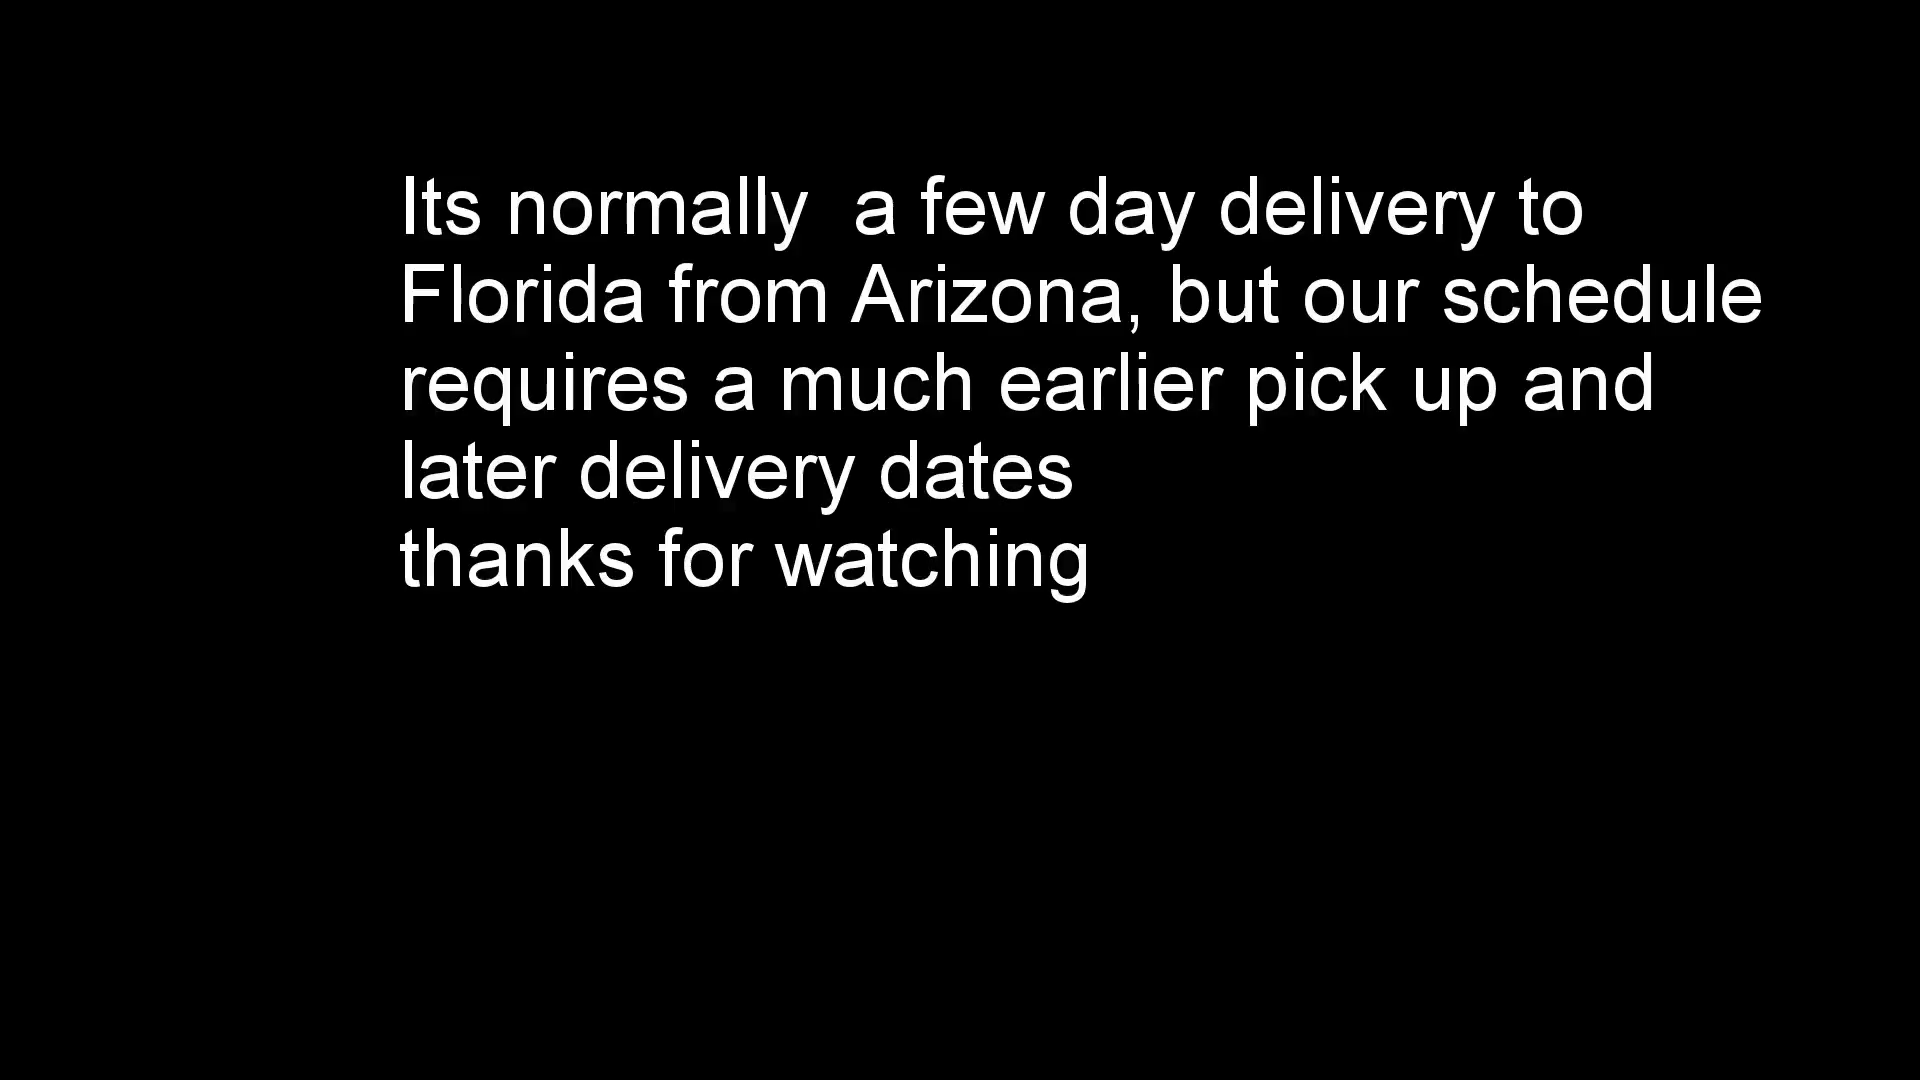 Its normally  a few day delivery to
Florida from Arizona, but our schedule
requires a much earlier pick up and
later delivery dates
thanks for watching